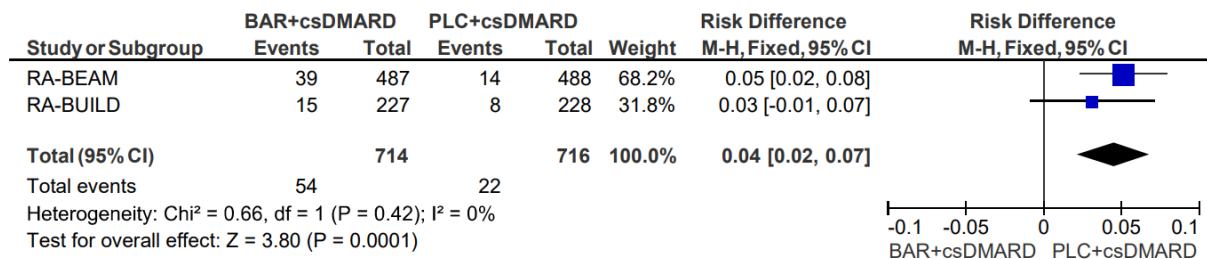 BAR+csDMARD PLC+csDMARD Risk Difference Risk Difference
Study or Subgroup Events Total Events Total Weight M-H, Fixed, 95% CI M-H, Fixed, 95% CI
RA-BEAM 39 487 14 488 68.2% 0.05 [0.02, 0.08]
RA-BUILD 15 227 8 228 31.8% 0.03 [-0.01, 0.07]
Total (95% CI) 714 716 100.0% 0.04 [0.02, 0.07]
Total events 54 22
Heterogeneity: Chi² = 0.66, df = 1 (P = 0.42); I² = 0%
Test for overall effect: Z = 3.80 (P = 0.0001)
-0.1 -0.05 0 0.05 0.1
BAR+csDMARD PLC+csDMARD